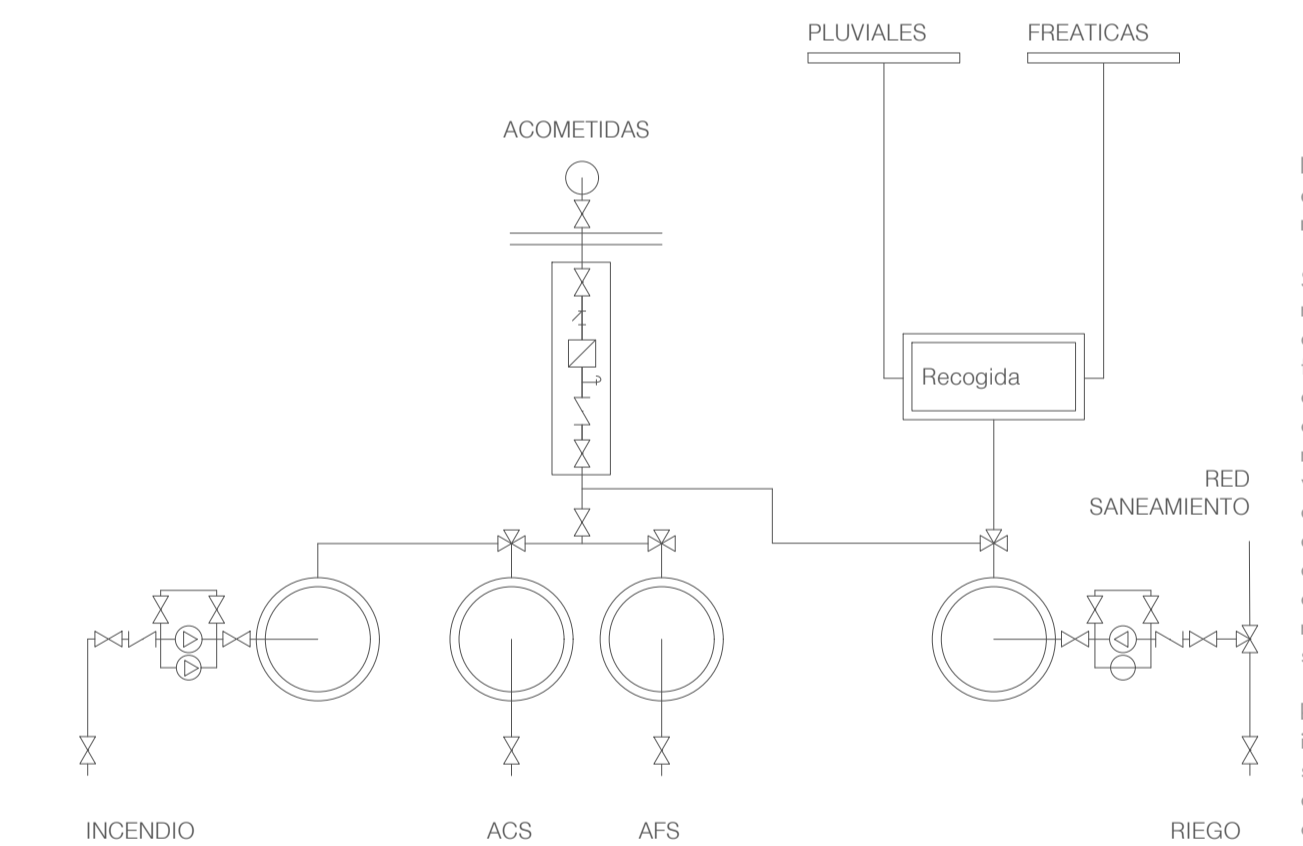 PLUVIALES
FREATICAS
ACOMETIDAS
Recogida
RED
SANEAMIENTO
INCENDIO
ACS
AFS
RIEGO